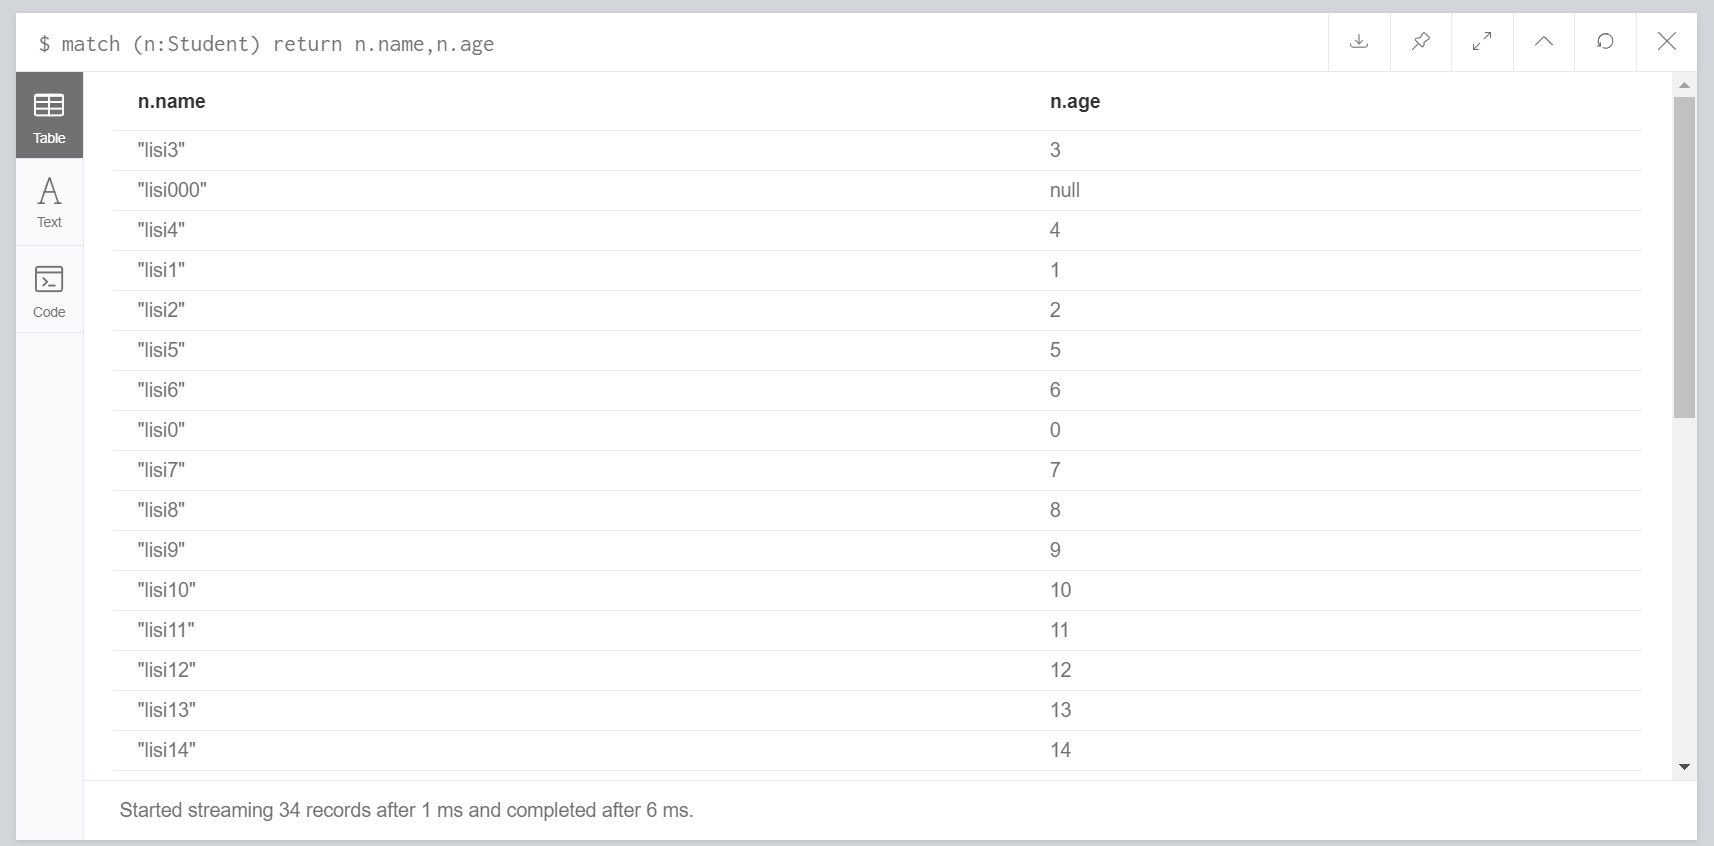 $ match (n:Student) return n.name,n.age
Table
Text
Code
n.name n.age
"lisi3" 3
"lisi000" null
"lisi4" 4
"lisi1" 1
"lisi2" 2
"lisi5" 5
"lisi6" 6
"lisi0" 0
"lisi7" 7
"lisi8" 8
"lisi9" 9
"lisi10" 10
"lisi11" 11
"lisi12" 12
"lisi13" 13
"lisi14" 14
Started streaming 34 records after 1 ms and completed after 6 ms.